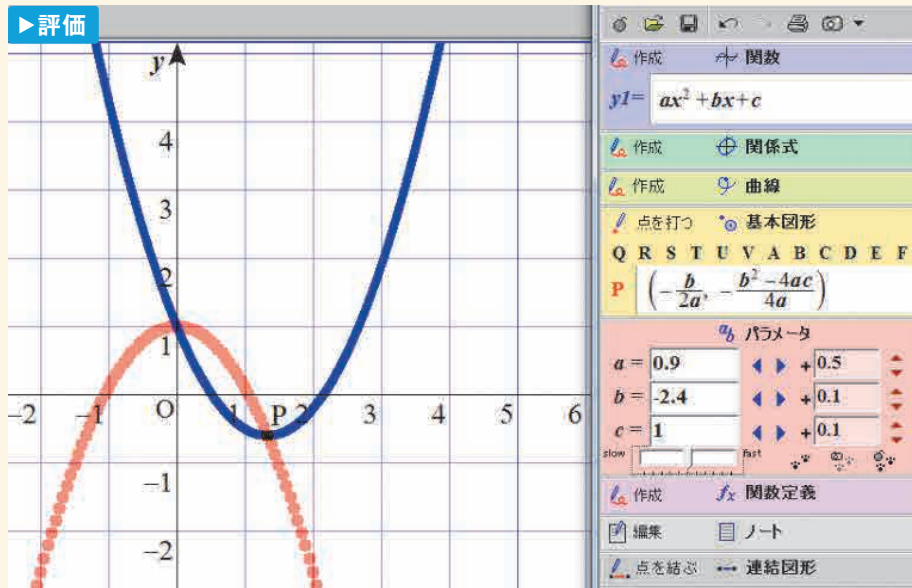 ▶評価
y
4
3
2
1
-2 -1 O 1 P 2 3 4 5 6
-1
-2
作成 関数
y1= ax² +bx+c
作成 関係式
作成 曲線
点を打つ 基本図形
Q R S T U V A B C D E F
P (-b/2a, -b² -4ac/4a)
ab パラメータ
a = 0.9 +0.5
b = -2.4 +0.1
c = 1 +0.1
slow fast
作成 fx 関数定義
編集 ノート
点を結ぶ 連結図形